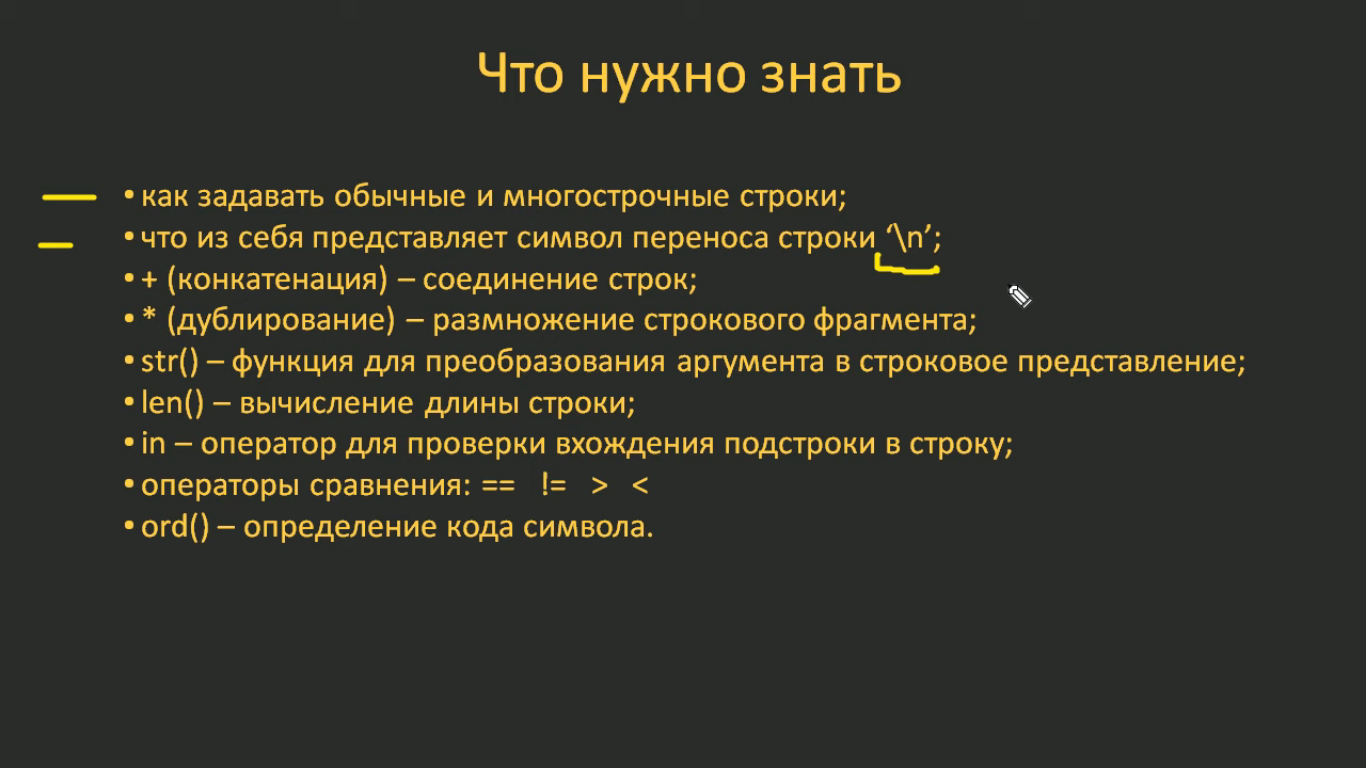 Что нужно знать
• как задавать обычные и многострочные строки;
• что из себя представляет символ переноса строки ‘\n’;
• + (конкатенация) – соединение строк;
• * (дублирование) – размножение строкового фрагмента;
• str() – функция для преобразования аргумента в строковое представление;
• len() – вычисление длины строки;
• in – оператор для проверки вхождения подстроки в строку;
• операторы сравнения: == != > <
• ord() – определение кода символа.